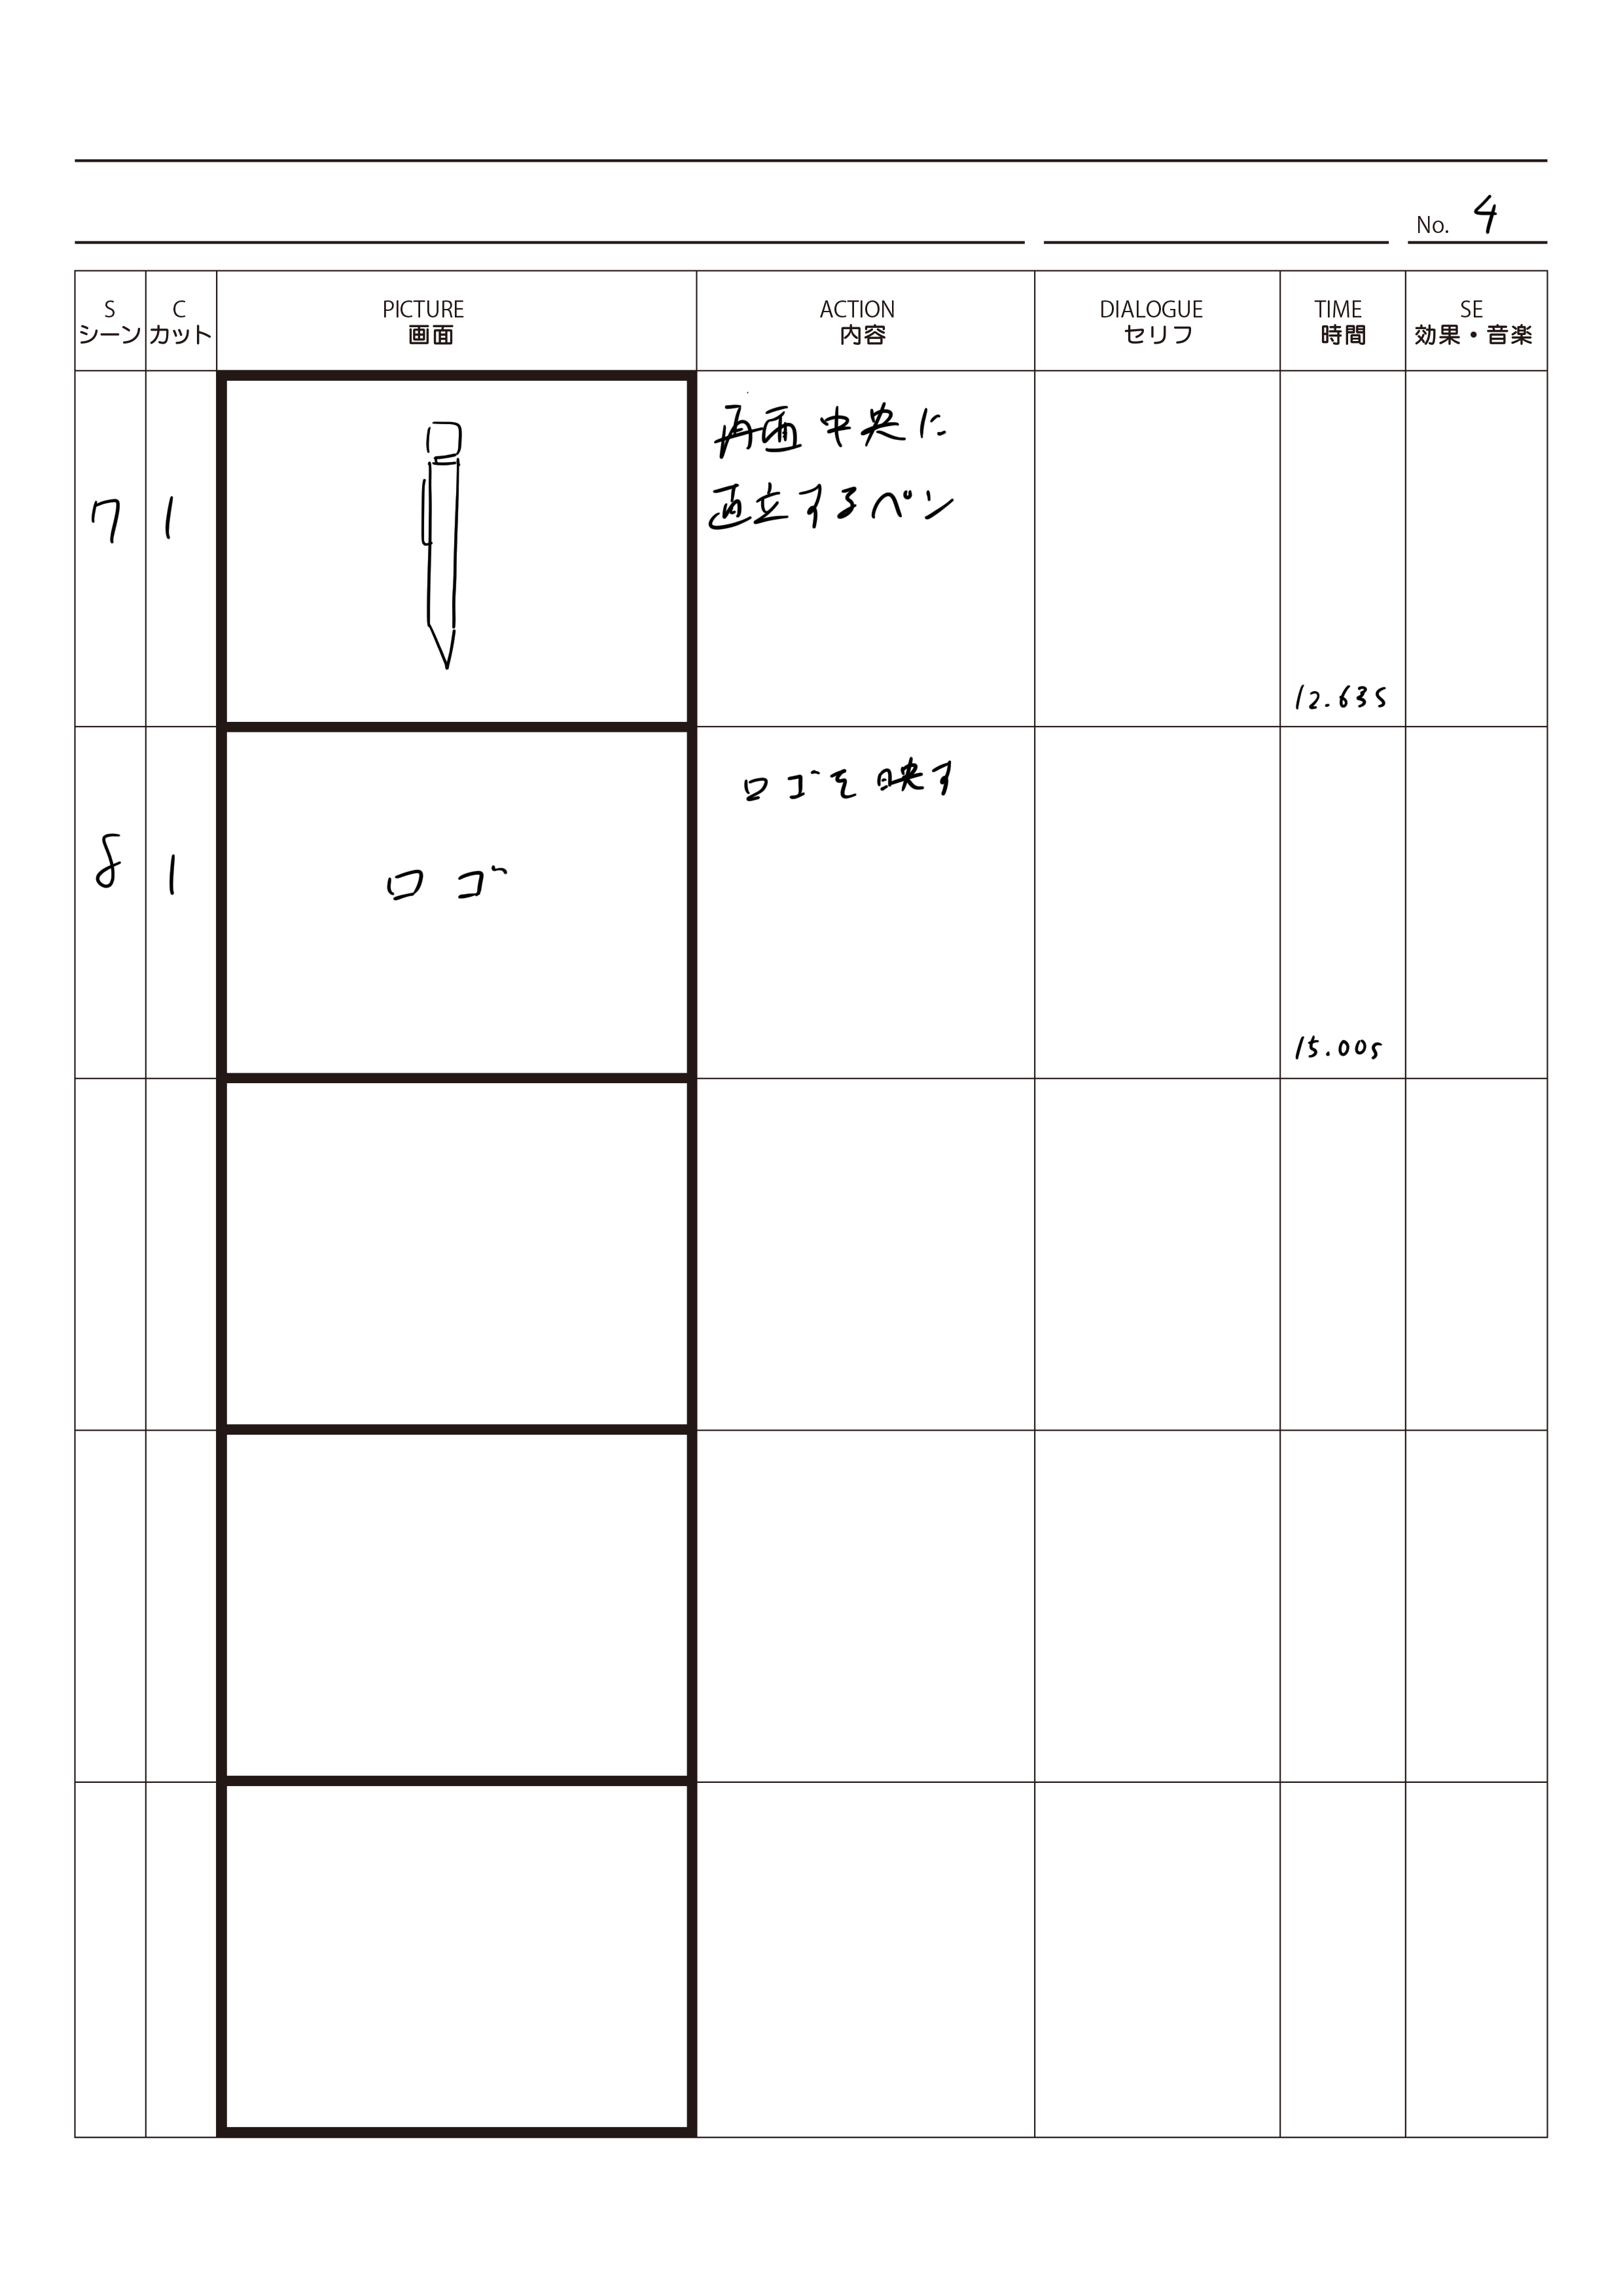 No. 4
S
シーン
C
カット
PICTURE
画面
ACTION
内容
DIALOGUE
セリフ
TIME
時間
SE
効果・音楽
7
1
再画中央に
直立するペン
12.63s
8
1
ロゴ
ロゴを映す
15.00s